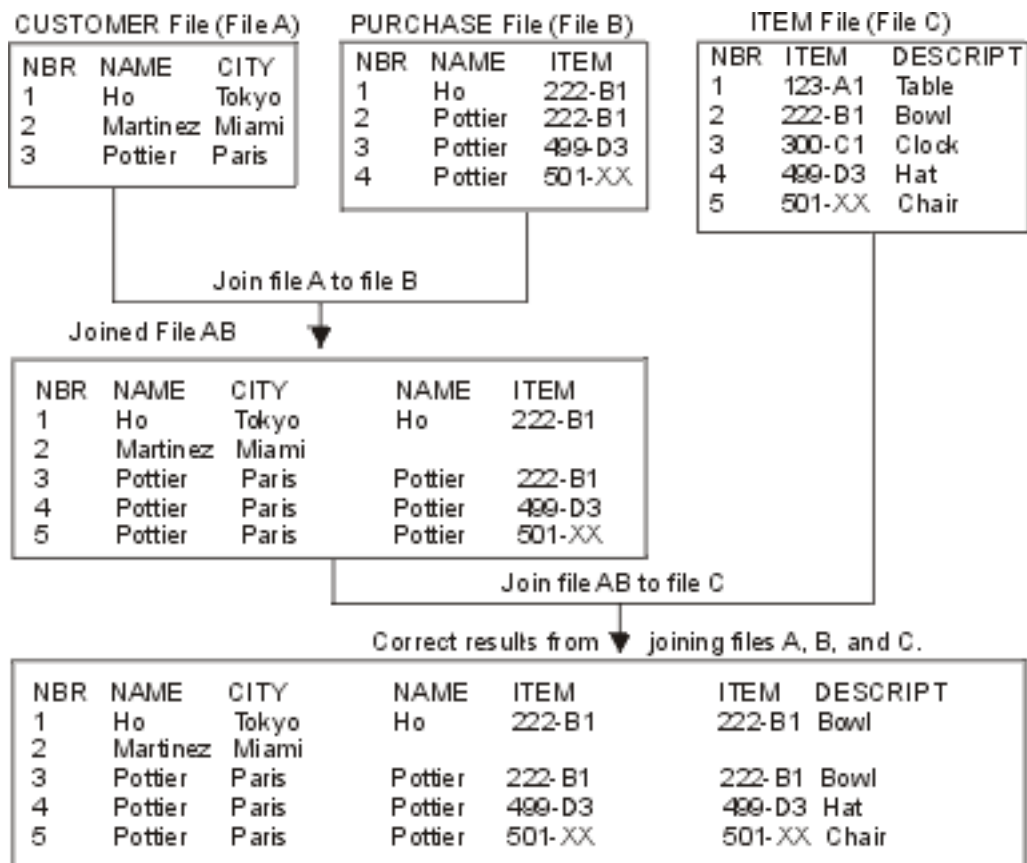 CUSTOMER File (File A)
NBR NAME CITY
1 Ho Tokyo
2 Martinez Miami
3 Pottier Paris
PURCHASE File (File B)
NBR NAME ITEM
1 Ho 222-B1
2 Pottier 222-B1
3 Pottier 499-D3
4 Pottier 501-XX
ITEM File (File C)
NBR ITEM DESCRIPT
1 123-A1 Table
2 222-B1 Bowl
3 300-C1 Clock
4 499-D3 Hat
5 501-XX Chair
Join file A to file B
Joined File AB
NBR NAME CITY NAME ITEM
1 Ho Tokyo Ho 222-B1
2 Martinez Miami
3 Pottier Paris Pottier 222-B1
4 Pottier Paris Pottier 499-D3
5 Pottier Paris Pottier 501-XX
Join file AB to file C
Correct results from joining files A, B, and C.
NBR NAME CITY NAME ITEM ITEM DESCRIPT
1 Ho Tokyo Ho 222-B1 222-B1 Bowl
2 Martinez Miami
3 Pottier Paris Pottier 222-B1 222-B1 Bowl
4 Pottier Paris Pottier 499-D3 499-D3 Hat
5 Pottier Paris Pottier 501-XX 501-XX Chair